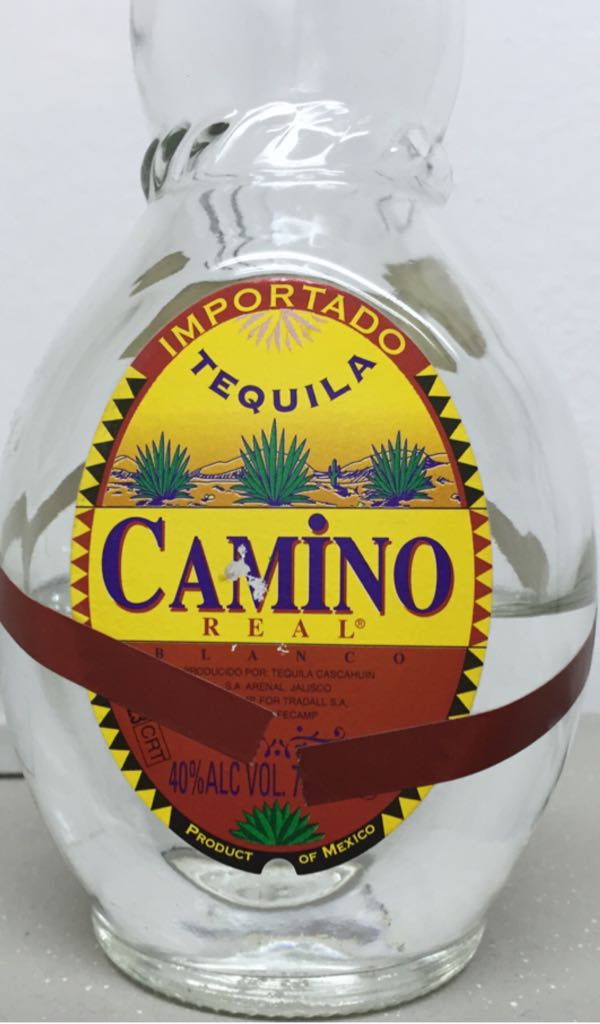 IMPORTADO
TEQUILA
CAMINO
REAL®
BLANCO
PRODUCIDO POR: TEQUILA CASCAHUIN
S.A. ARENAL, JALISCO
FOR TRADALL S.A,
FECAMP
CRT
40%ALC VOL.
PRODUCT OF MEXICO